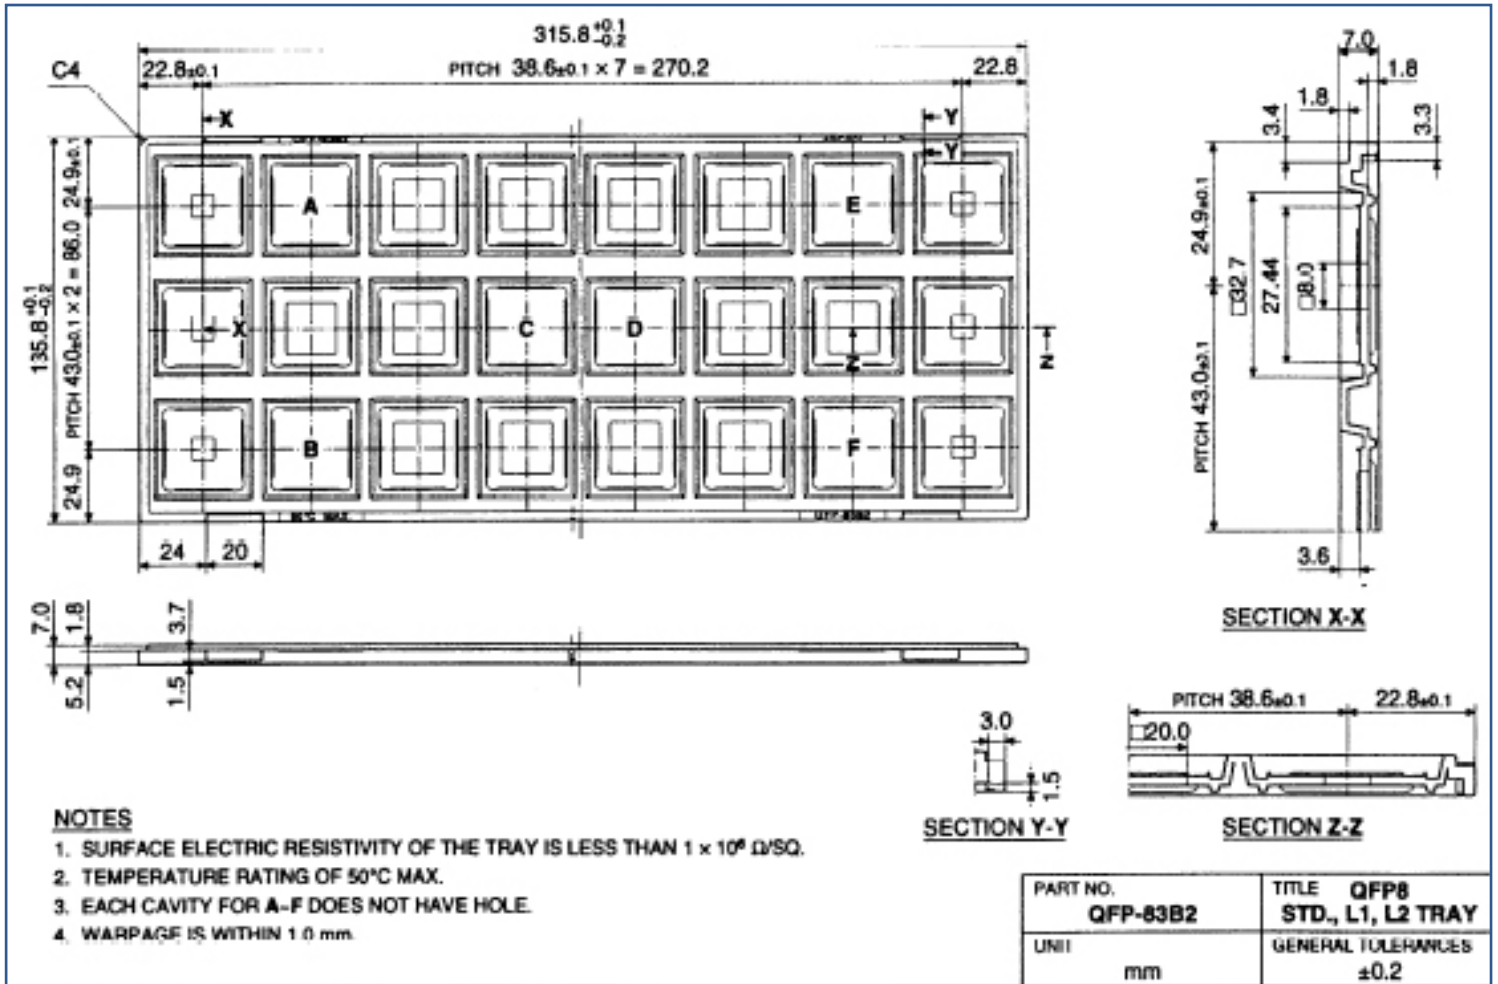 315.8+0.1
-0.2
C4
22.8±0.1
PITCH 38.6±0.1 × 7 = 270.2
22.8
X
Y
Y
A
E
X
C
D
Z
Z
B
F
24.9±0.1
PITCH 43.0±0.1 × 2 = 86.0
135.8+0.1
-0.2
24.9
QFP-83B2
24
20
7.0
1.8
3.7
5.2
1.5
7.0
1.8
1.8
3.4
3.3
24.9±0.1
□32.7
27.44
□8.0
PITCH 43.0±0.1
3.6
SECTION X-X
3.0
1.5
SECTION Y-Y
PITCH 38.6±0.1
22.8±0.1
□20.0
SECTION Z-Z
NOTES
1. SURFACE ELECTRIC RESISTIVITY OF THE TRAY IS LESS THAN 1 × 10 Ω/SQ.
2. TEMPERATURE RATING OF 50°C MAX.
3. EACH CAVITY FOR A–F DOES NOT HAVE HOLE.
4. WARPAGE IS WITHIN 1.0 mm.
PART NO.
QFP-83B2
TITLE QFP8
STD., L1, L2 TRAY
UNIT
mm
GENERAL TOLERANCES
±0.2